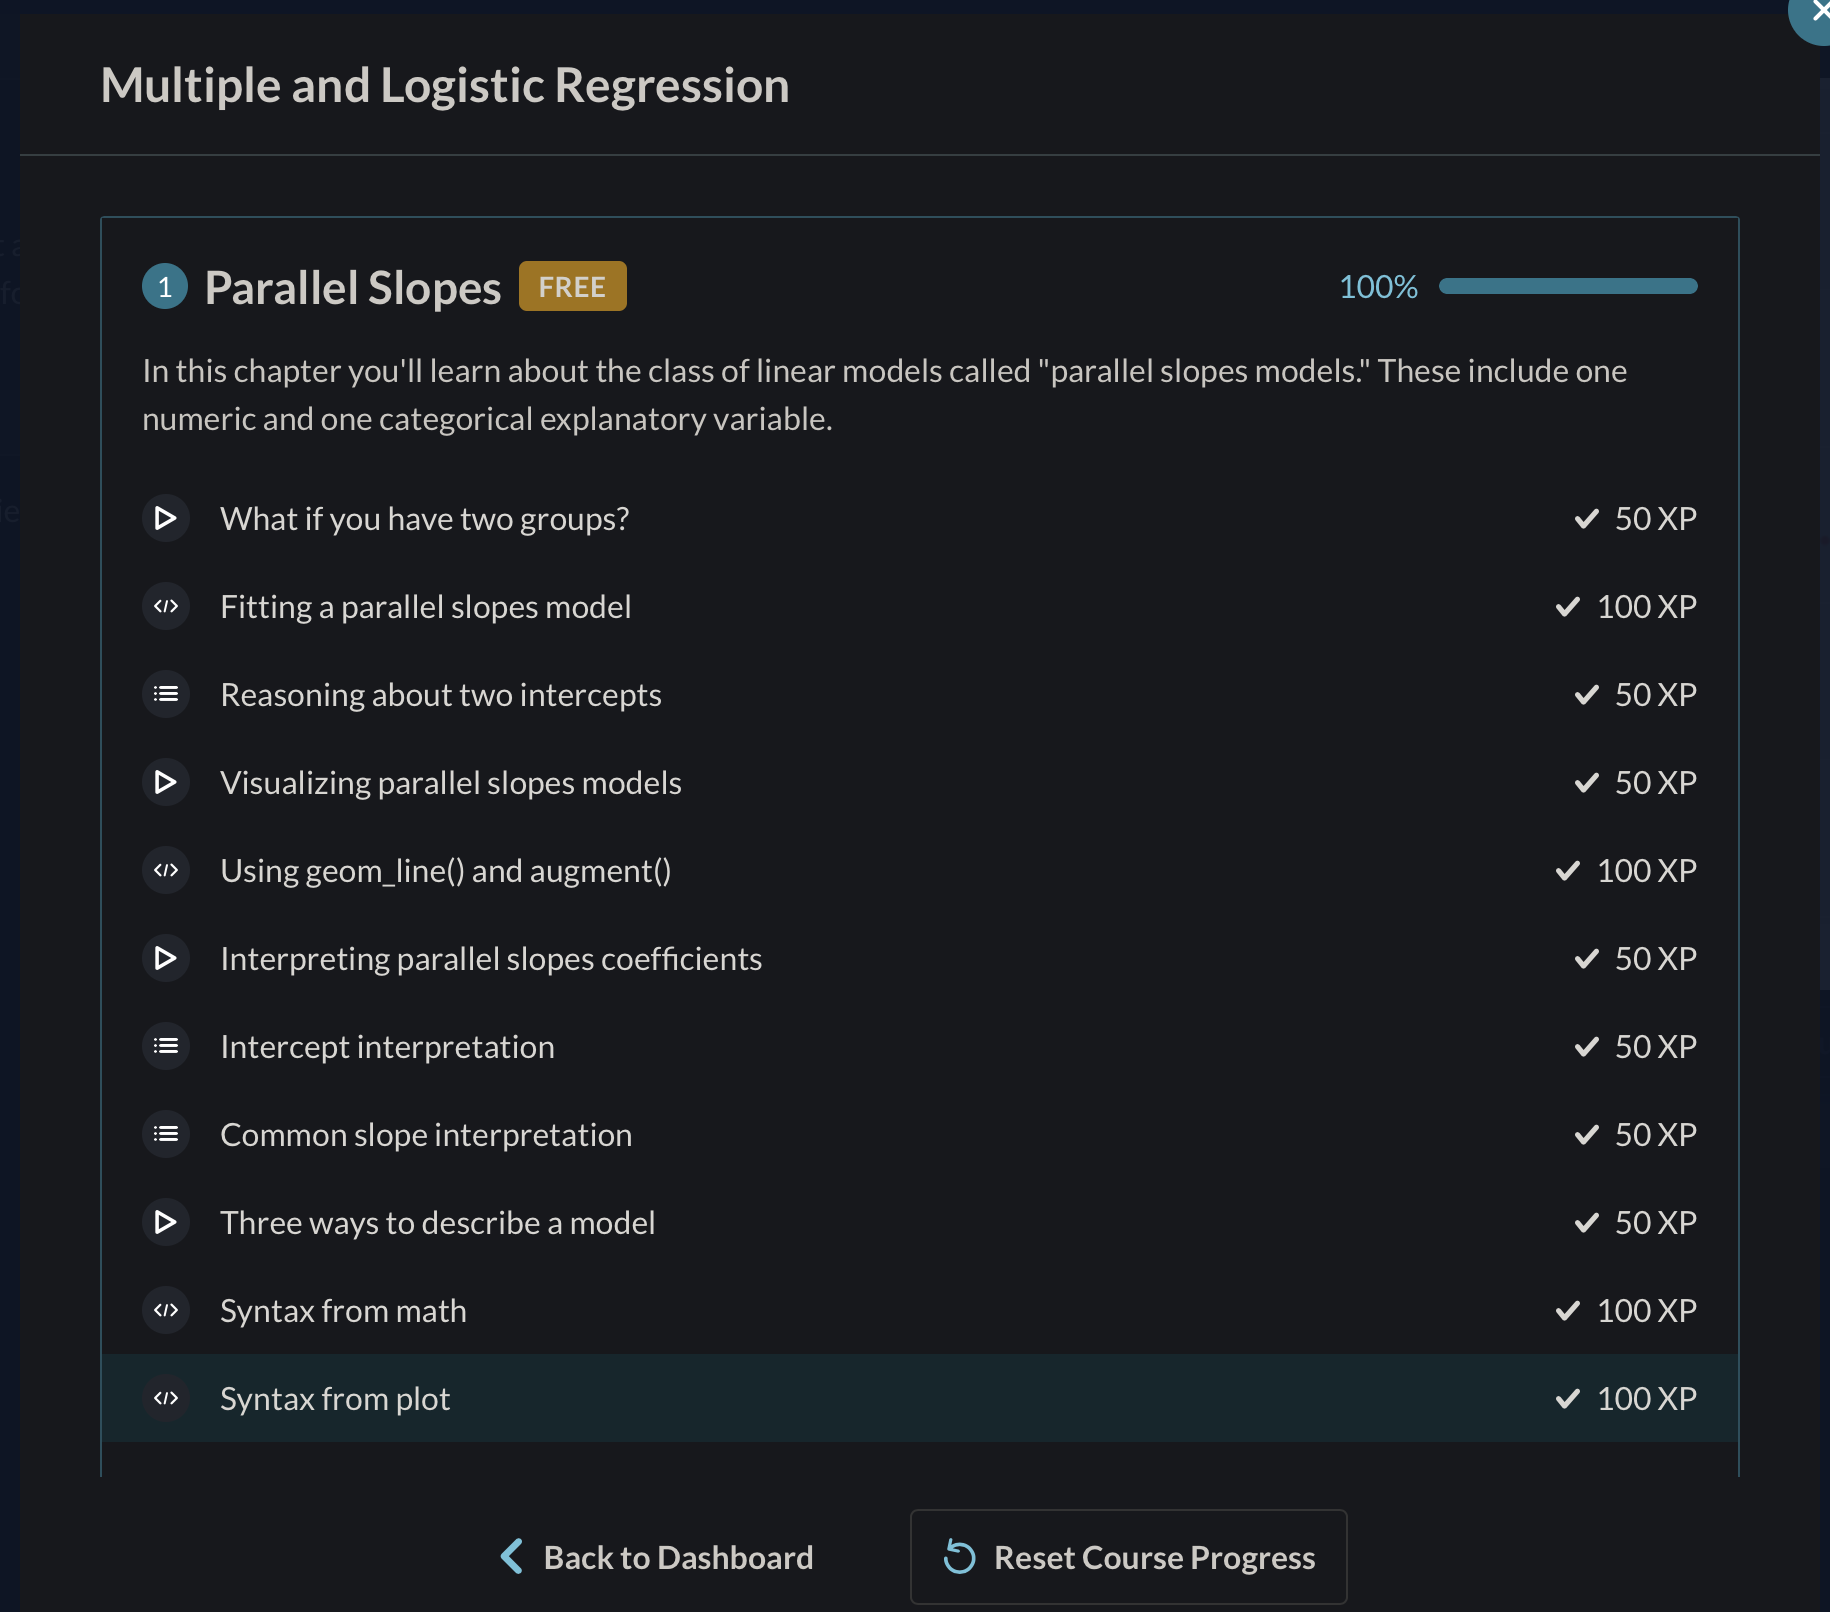 Multiple and Logistic Regression
1 Parallel Slopes FREE 100%
In this chapter you'll learn about the class of linear models called "parallel slopes models." These include one
numeric and one categorical explanatory variable.
What if you have two groups? 50 XP
Fitting a parallel slopes model 100 XP
Reasoning about two intercepts 50 XP
Visualizing parallel slopes models 50 XP
Using geom_line() and augment() 100 XP
Interpreting parallel slopes coefficients 50 XP
Intercept interpretation 50 XP
Common slope interpretation 50 XP
Three ways to describe a model 50 XP
Syntax from math 100 XP
Syntax from plot 100 XP
Back to Dashboard Reset Course Progress